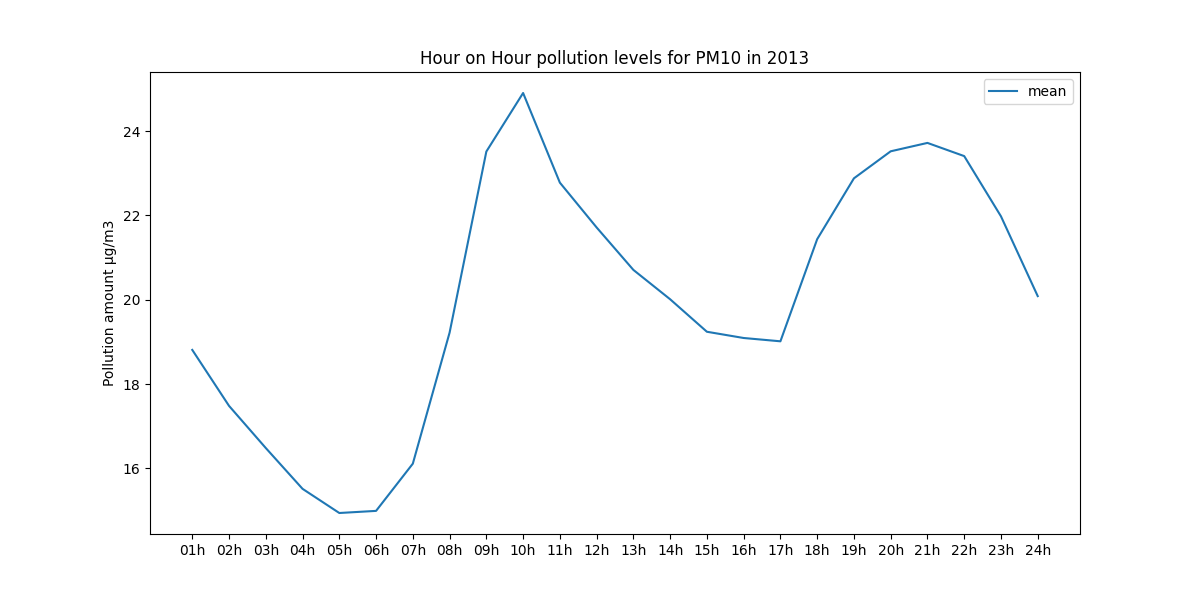 Hour on Hour pollution levels for PM10 in 2013
mean
Pollution amount µg/m3
24
22
20
18
16
01h 02h 03h 04h 05h 06h 07h 08h 09h 10h 11h 12h 13h 14h 15h 16h 17h 18h 19h 20h 21h 22h 23h 24h